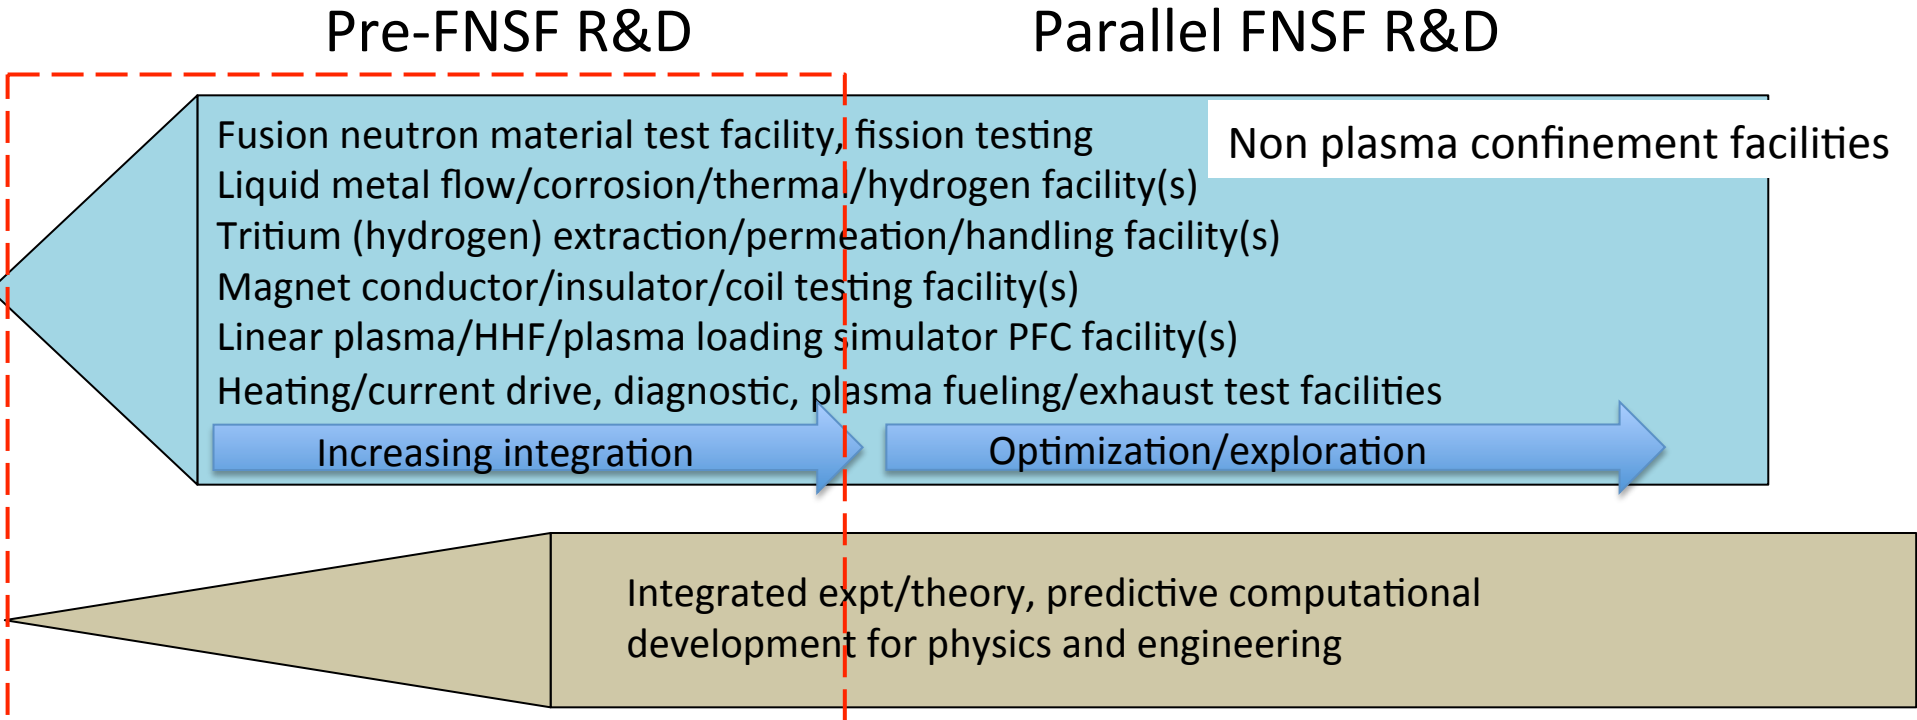 Pre-FNSF R&D
Parallel FNSF R&D
Fusion neutron material test facility, fission testing
Non plasma confinement facilities
Liquid metal flow/corrosion/thermal/hydrogen facility(s)
Tritium (hydrogen) extraction/permeation/handling facility(s)
Magnet conductor/insulator/coil testing facility(s)
Linear plasma/HHF/plasma loading simulator PFC facility(s)
Heating/current drive, diagnostic, plasma fueling/exhaust test facilities
Increasing integration
Optimization/exploration
Integrated expt/theory, predictive computational
development for physics and engineering